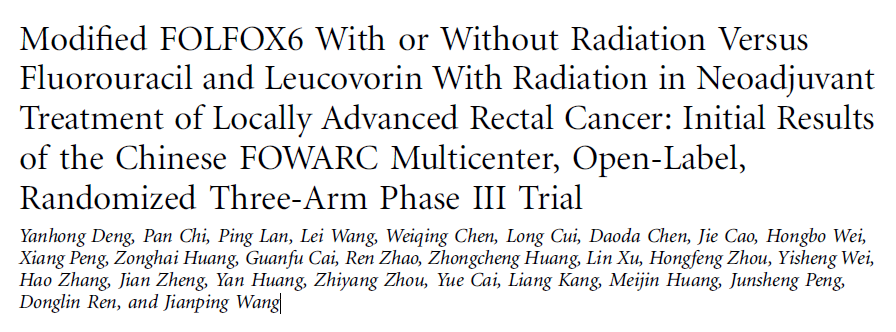 Modified FOLFOX6 With or Without Radiation Versus
Fluorouracil and Leucovorin With Radiation in Neoadjuvant
Treatment of Locally Advanced Rectal Cancer: Initial Results
of the Chinese FOWARC Multicenter, Open-Label,
Randomized Three-Arm Phase III Trial
Yanhong Deng, Pan Chi, Ping Lan, Lei Wang, Weiqing Chen, Long Cui, Daoda Chen, Jie Cao, Hongbo Wei,
Xiang Peng, Zonghai Huang, Guanfu Cai, Ren Zhao, Zhongcheng Huang, Lin Xu, Hongfeng Zhou, Yisheng Wei,
Hao Zhang, Jian Zheng, Yan Huang, Zhiyang Zhou, Yue Cai, Liang Kang, Meijin Huang, Junsheng Peng,
Donglin Ren, and Jianping Wang